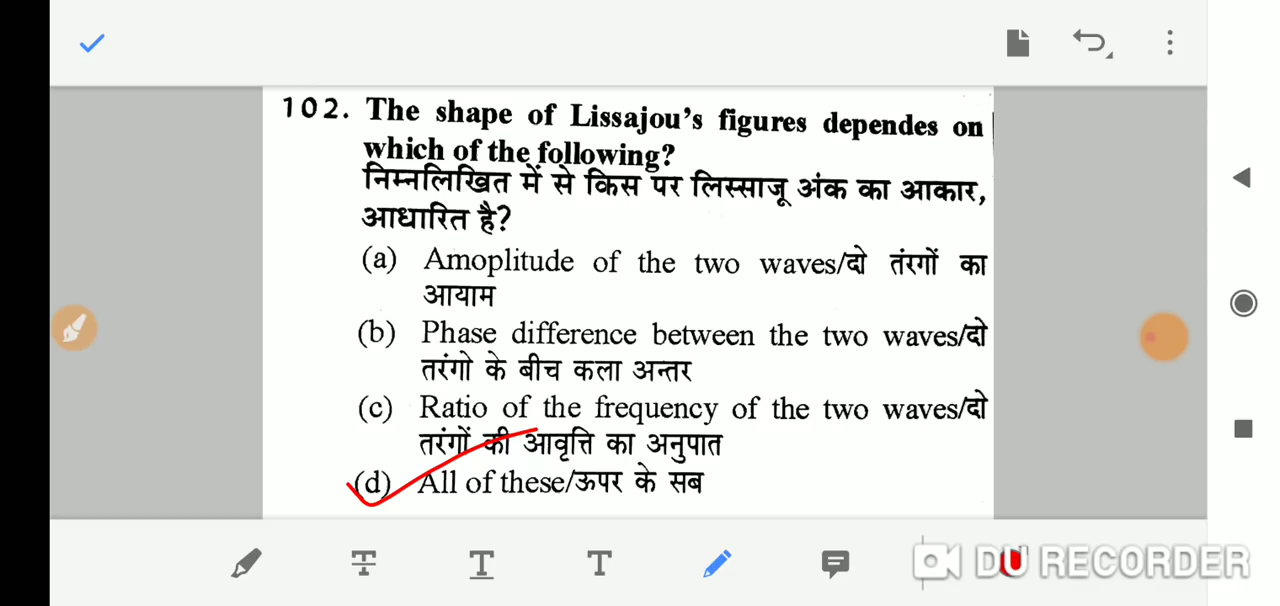 102. The shape of Lissajou's figures dependes on
which of the following?
निम्नलिखित में से किस पर लिस्साजू अंक का आकार,
आधारित है?
(a) Amoplitude of the two waves/दो तंरगों का
आयाम
(b) Phase difference between the two waves/दो
तरंगो के बीच कला अन्तर
(c) Ratio of the frequency of the two waves/दो
तरंगों की आवृत्ति का अनुपात
(d) All of these/ऊपर के सब
T T T
DU RECORDER